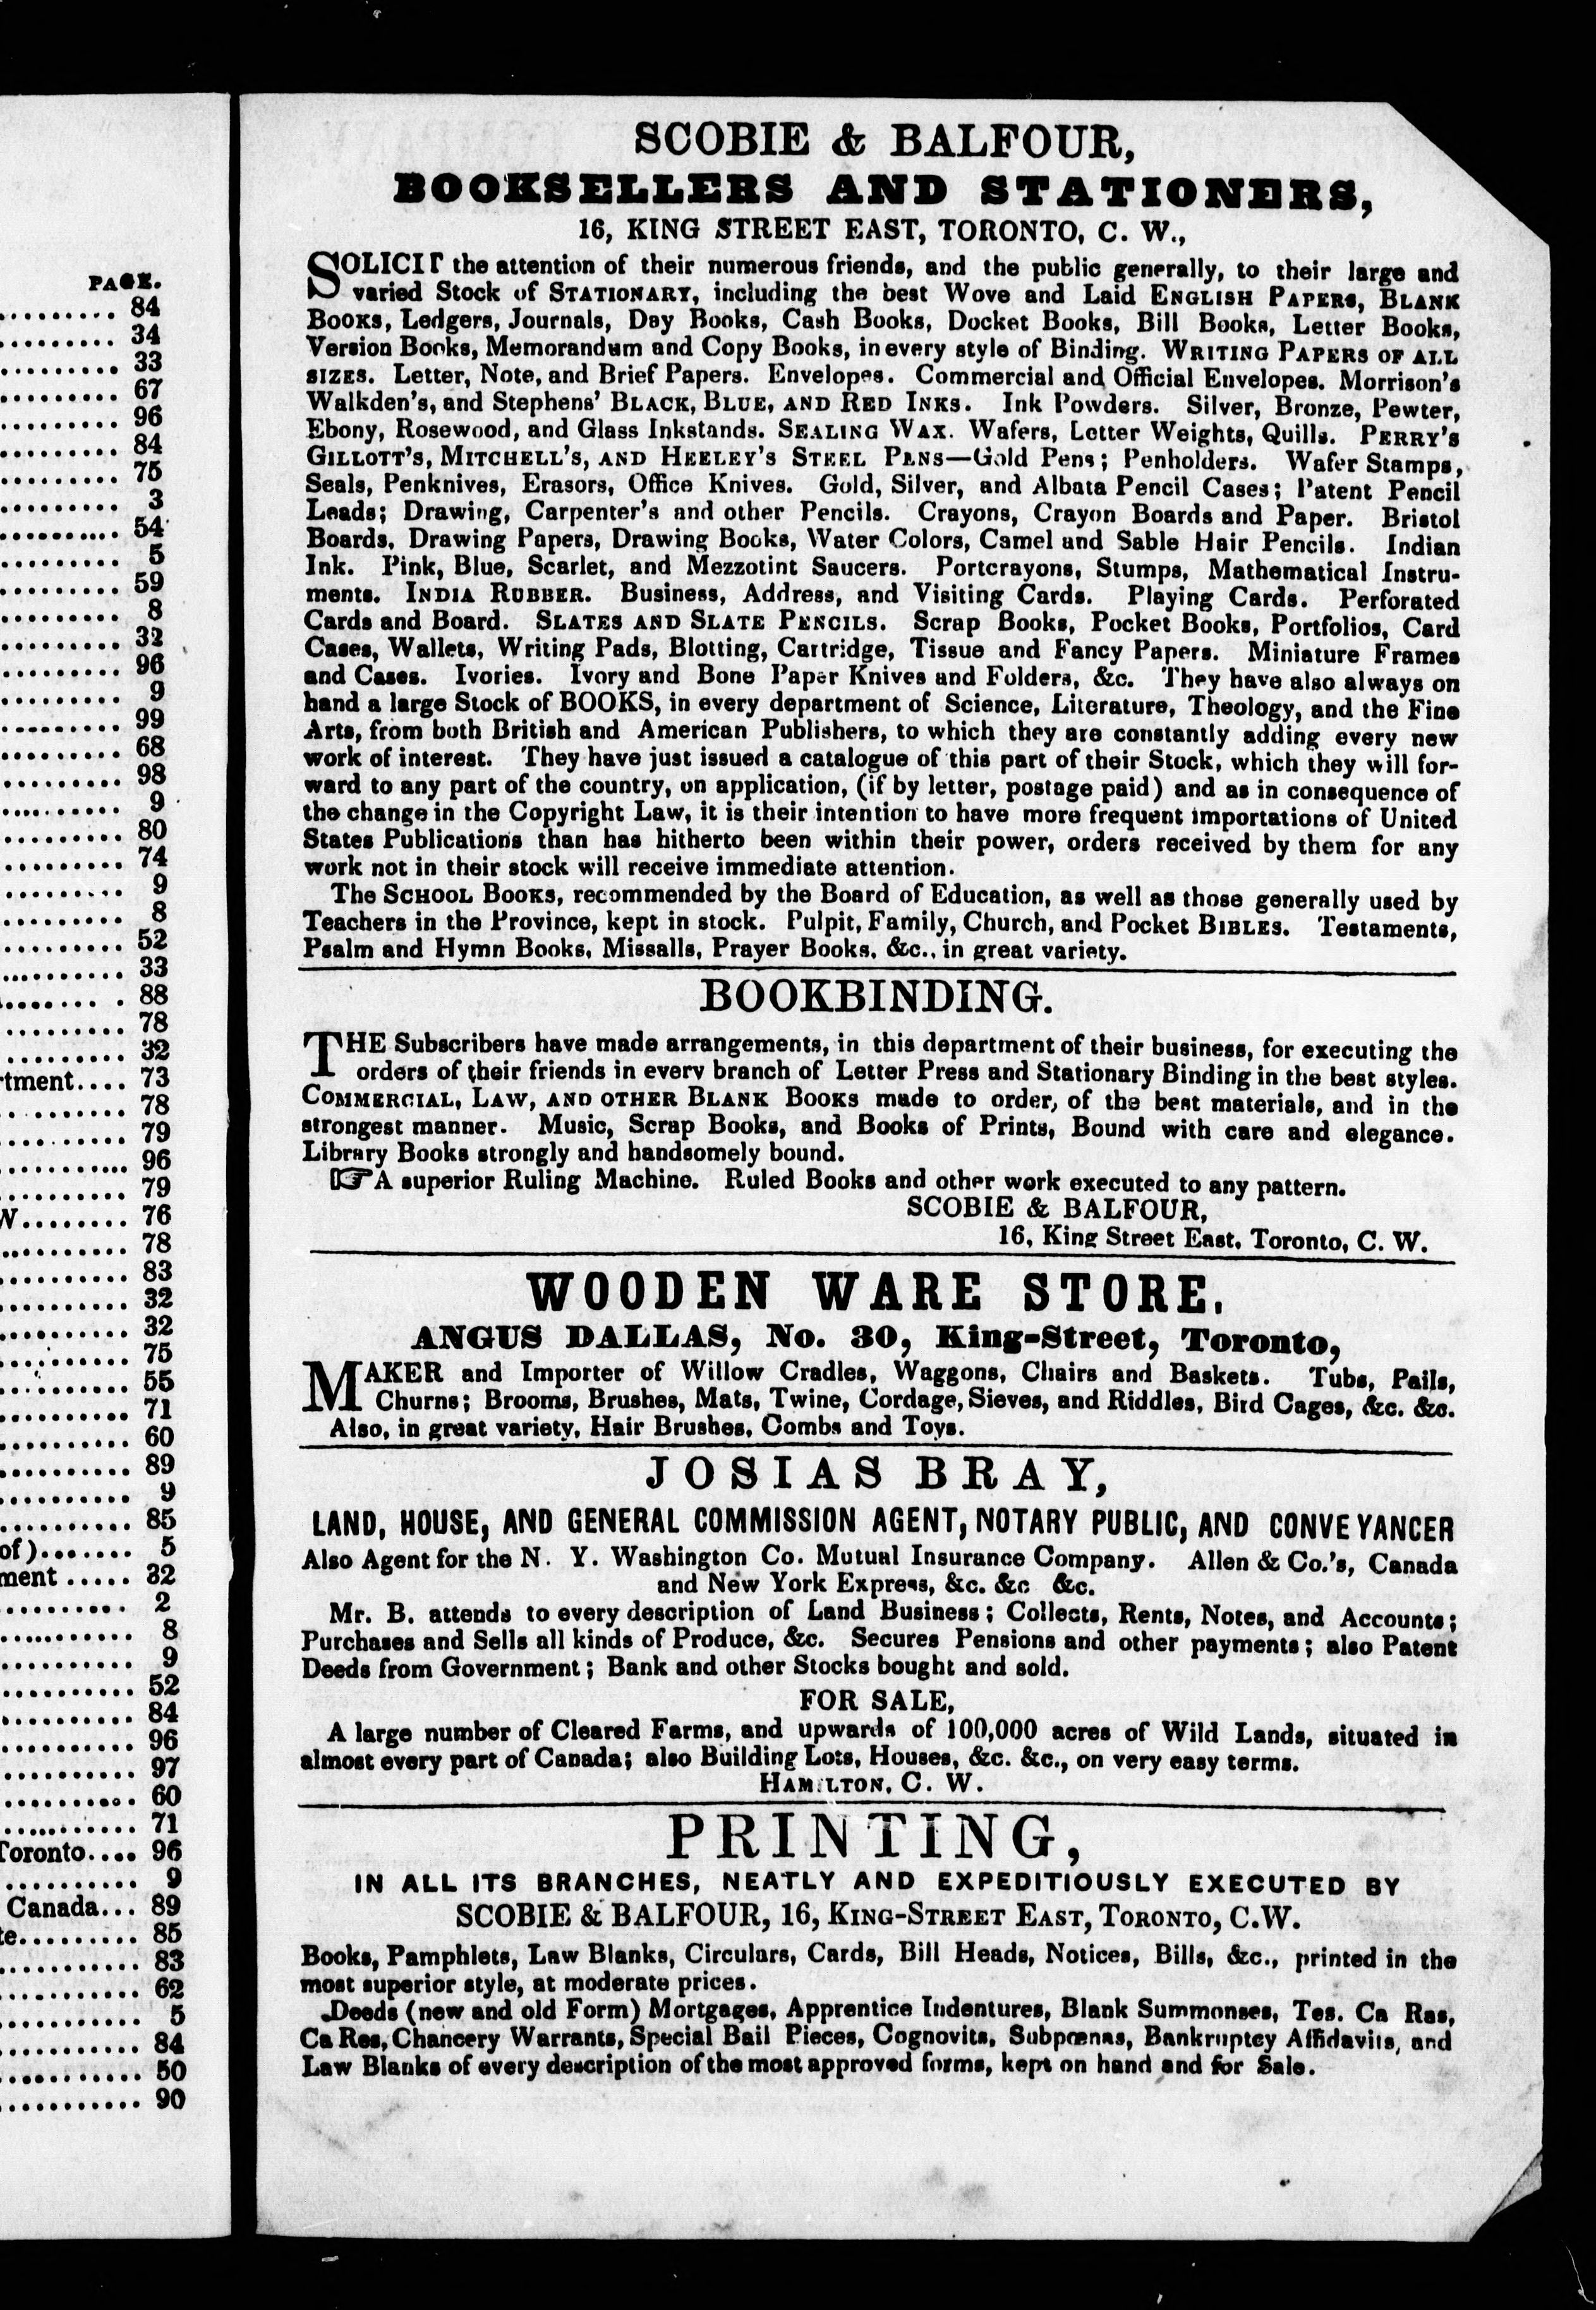 PAGE.
84
34
33
67
96
84
75
3
54
5
59
8
32
96
9
99
68
98
9
80
74
9
8
52
33
88
78
32
rtment.... 73
78
79
96
79
W........ 76
78
83
32
32
75
55
71
60
89
9
85
of)....... 5
ment ..... 32
2
8
9
52
84
96
97
60
71
Toronto.... 96
9
Canada... 89
te......... 85
83
62
5
84
50
90
SCOBIE & BALFOUR,
BOOKSELLERS AND STATIONERS,
16, KING STREET EAST, TORONTO, C. W.,
SOLICIT the attention of their numerous friends, and the public generally, to their large and
varied Stock of STATIONARY, including the best Wove and Laid ENGLISH PAPERS, BLANK
BOOKS, Ledgers, Journals, Day Books, Cash Books, Docket Books, Bill Books, Letter Books,
Version Books, Memorandum and Copy Books, in every style of Binding. WRITING PAPERS OF ALL
SIZES. Letter, Note, and Brief Papers. Envelopes. Commercial and Official Envelopes. Morrison's
Walkden's, and Stephens' BLACK, BLUE, AND RED INKS. Ink Powders. Silver, Bronze, Pewter,
Ebony, Rosewood, and Glass Inkstands. SEALING WAX. Wafers, Letter Weights, Quills. PERRY'S
GILLOTT'S, MITCHELL'S, AND HEELEY'S STEEL PENS—Gold Pens; Penholders. Wafer Stamps,
Seals, Penknives, Erasors, Office Knives. Gold, Silver, and Albata Pencil Cases; Patent Pencil
Leads; Drawing, Carpenter's and other Pencils. Crayons, Crayon Boards and Paper. Bristol
Boards, Drawing Papers, Drawing Books, Water Colors, Camel and Sable Hair Pencils. Indian
Ink. Pink, Blue, Scarlet, and Mezzotint Saucers. Portcrayons, Stumps, Mathematical Instru-
ments. INDIA RUBBER. Business, Address, and Visiting Cards. Playing Cards. Perforated
Cards and Board. SLATES AND SLATE PENCILS. Scrap Books, Pocket Books, Portfolios, Card
Cases, Wallets, Writing Pads, Blotting, Cartridge, Tissue and Fancy Papers. Miniature Frames
and Cases. Ivories. Ivory and Bone Paper Knives and Folders, &c. They have also always on
hand a large Stock of BOOKS, in every department of Science, Literature, Theology, and the Fine
Arts, from both British and American Publishers, to which they are constantly adding every new
work of interest. They have just issued a catalogue of this part of their Stock, which they will for-
ward to any part of the country, on application, (if by letter, postage paid) and as in consequence of
the change in the Copyright Law, it is their intention to have more frequent importations of United
States Publications than has hitherto been within their power, orders received by them for any
work not in their stock will receive immediate attention.
The SCHOOL BOOKS, recommended by the Board of Education, as well as those generally used by
Teachers in the Province, kept in stock. Pulpit, Family, Church, and Pocket BIBLES. Testaments,
Psalm and Hymn Books, Missalls, Prayer Books, &c., in great variety.
BOOKBINDING.
THE Subscribers have made arrangements, in this department of their business, for executing the
orders of their friends in every branch of Letter Press and Stationary Binding in the best styles.
COMMERCIAL, LAW, AND OTHER BLANK BOOKS made to order, of the best materials, and in the
strongest manner. Music, Scrap Books, and Books of Prints, Bound with care and elegance.
Library Books strongly and handsomely bound.
☞ A superior Ruling Machine. Ruled Books and other work executed to any pattern.
SCOBIE & BALFOUR,
16, King Street East, Toronto, C. W.
WOODEN WARE STORE.
ANGUS DALLAS, No. 30, King-Street, Toronto,
MAKER and Importer of Willow Cradles, Waggons, Chairs and Baskets. Tubs, Pails,
Churns; Brooms, Brushes, Mats, Twine, Cordage, Sieves, and Riddles, Bird Cages, &c. &c.
Also, in great variety, Hair Brushes, Combs and Toys.
JOSIAS BRAY,
LAND, HOUSE, AND GENERAL COMMISSION AGENT, NOTARY PUBLIC, AND CONVEYANCER
Also Agent for the N. Y. Washington Co. Mutual Insurance Company. Allen & Co.'s, Canada
and New York Express, &c. &c &c.
Mr. B. attends to every description of Land Business; Collects, Rents, Notes, and Accounts;
Purchases and Sells all kinds of Produce, &c. Secures Pensions and other payments; also Patent
Deeds from Government; Bank and other Stocks bought and sold.
FOR SALE,
A large number of Cleared Farms, and upwards of 100,000 acres of Wild Lands, situated in
almost every part of Canada; also Building Lots, Houses, &c. &c., on very easy terms.
HAMILTON, C. W.
PRINTING,
IN ALL ITS BRANCHES, NEATLY AND EXPEDITIOUSLY EXECUTED BY
SCOBIE & BALFOUR, 16, KING-STREET EAST, TORONTO, C.W.
Books, Pamphlets, Law Blanks, Circulars, Cards, Bill Heads, Notices, Bills, &c., printed in the
most superior style, at moderate prices.
Deeds (new and old Form) Mortgages, Apprentice Indentures, Blank Summonses, Tes. Ca Ras,
Ca Res, Chancery Warrants, Special Bail Pieces, Cognovits, Subpœnas, Bankruptcy Affidavits, and
Law Blanks of every description of the most approved forms, kept on hand and for Sale.